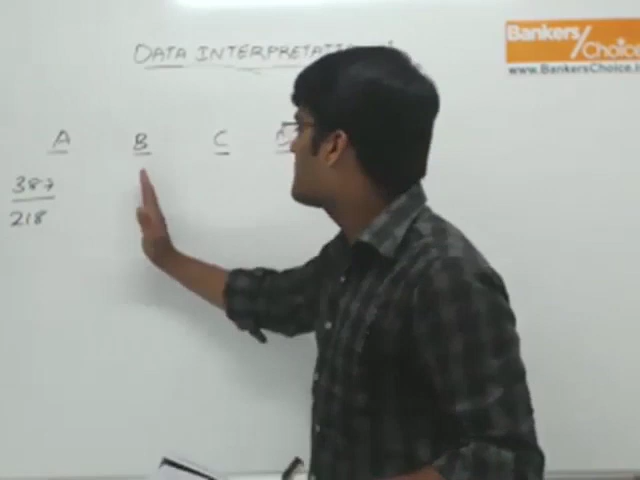 DATA INTERPRETATI
Bankers/Choice
www.BankersChoice.i
A B C
387
218